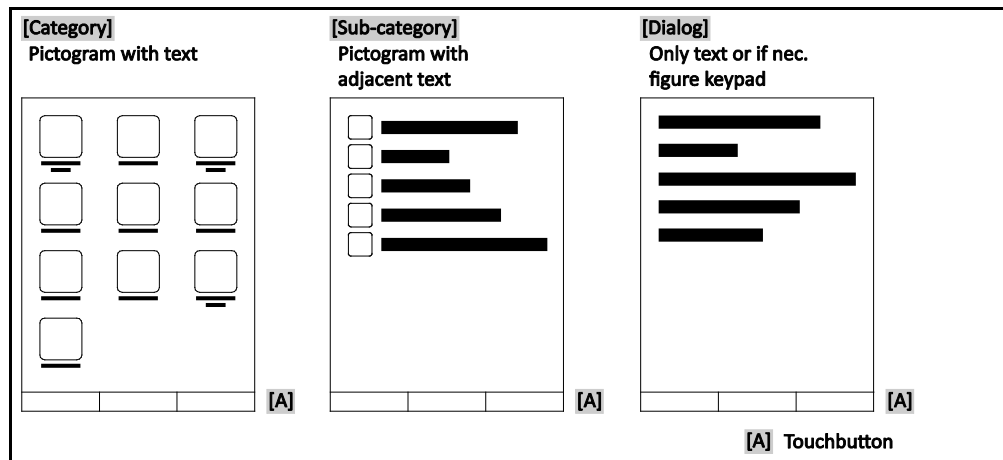 [Category]
Pictogram with text
[Sub-category]
Pictogram with
adjacent text
[Dialog]
Only text or if nec.
figure keypad
[A]
[A]
[A]
[A] Touchbutton